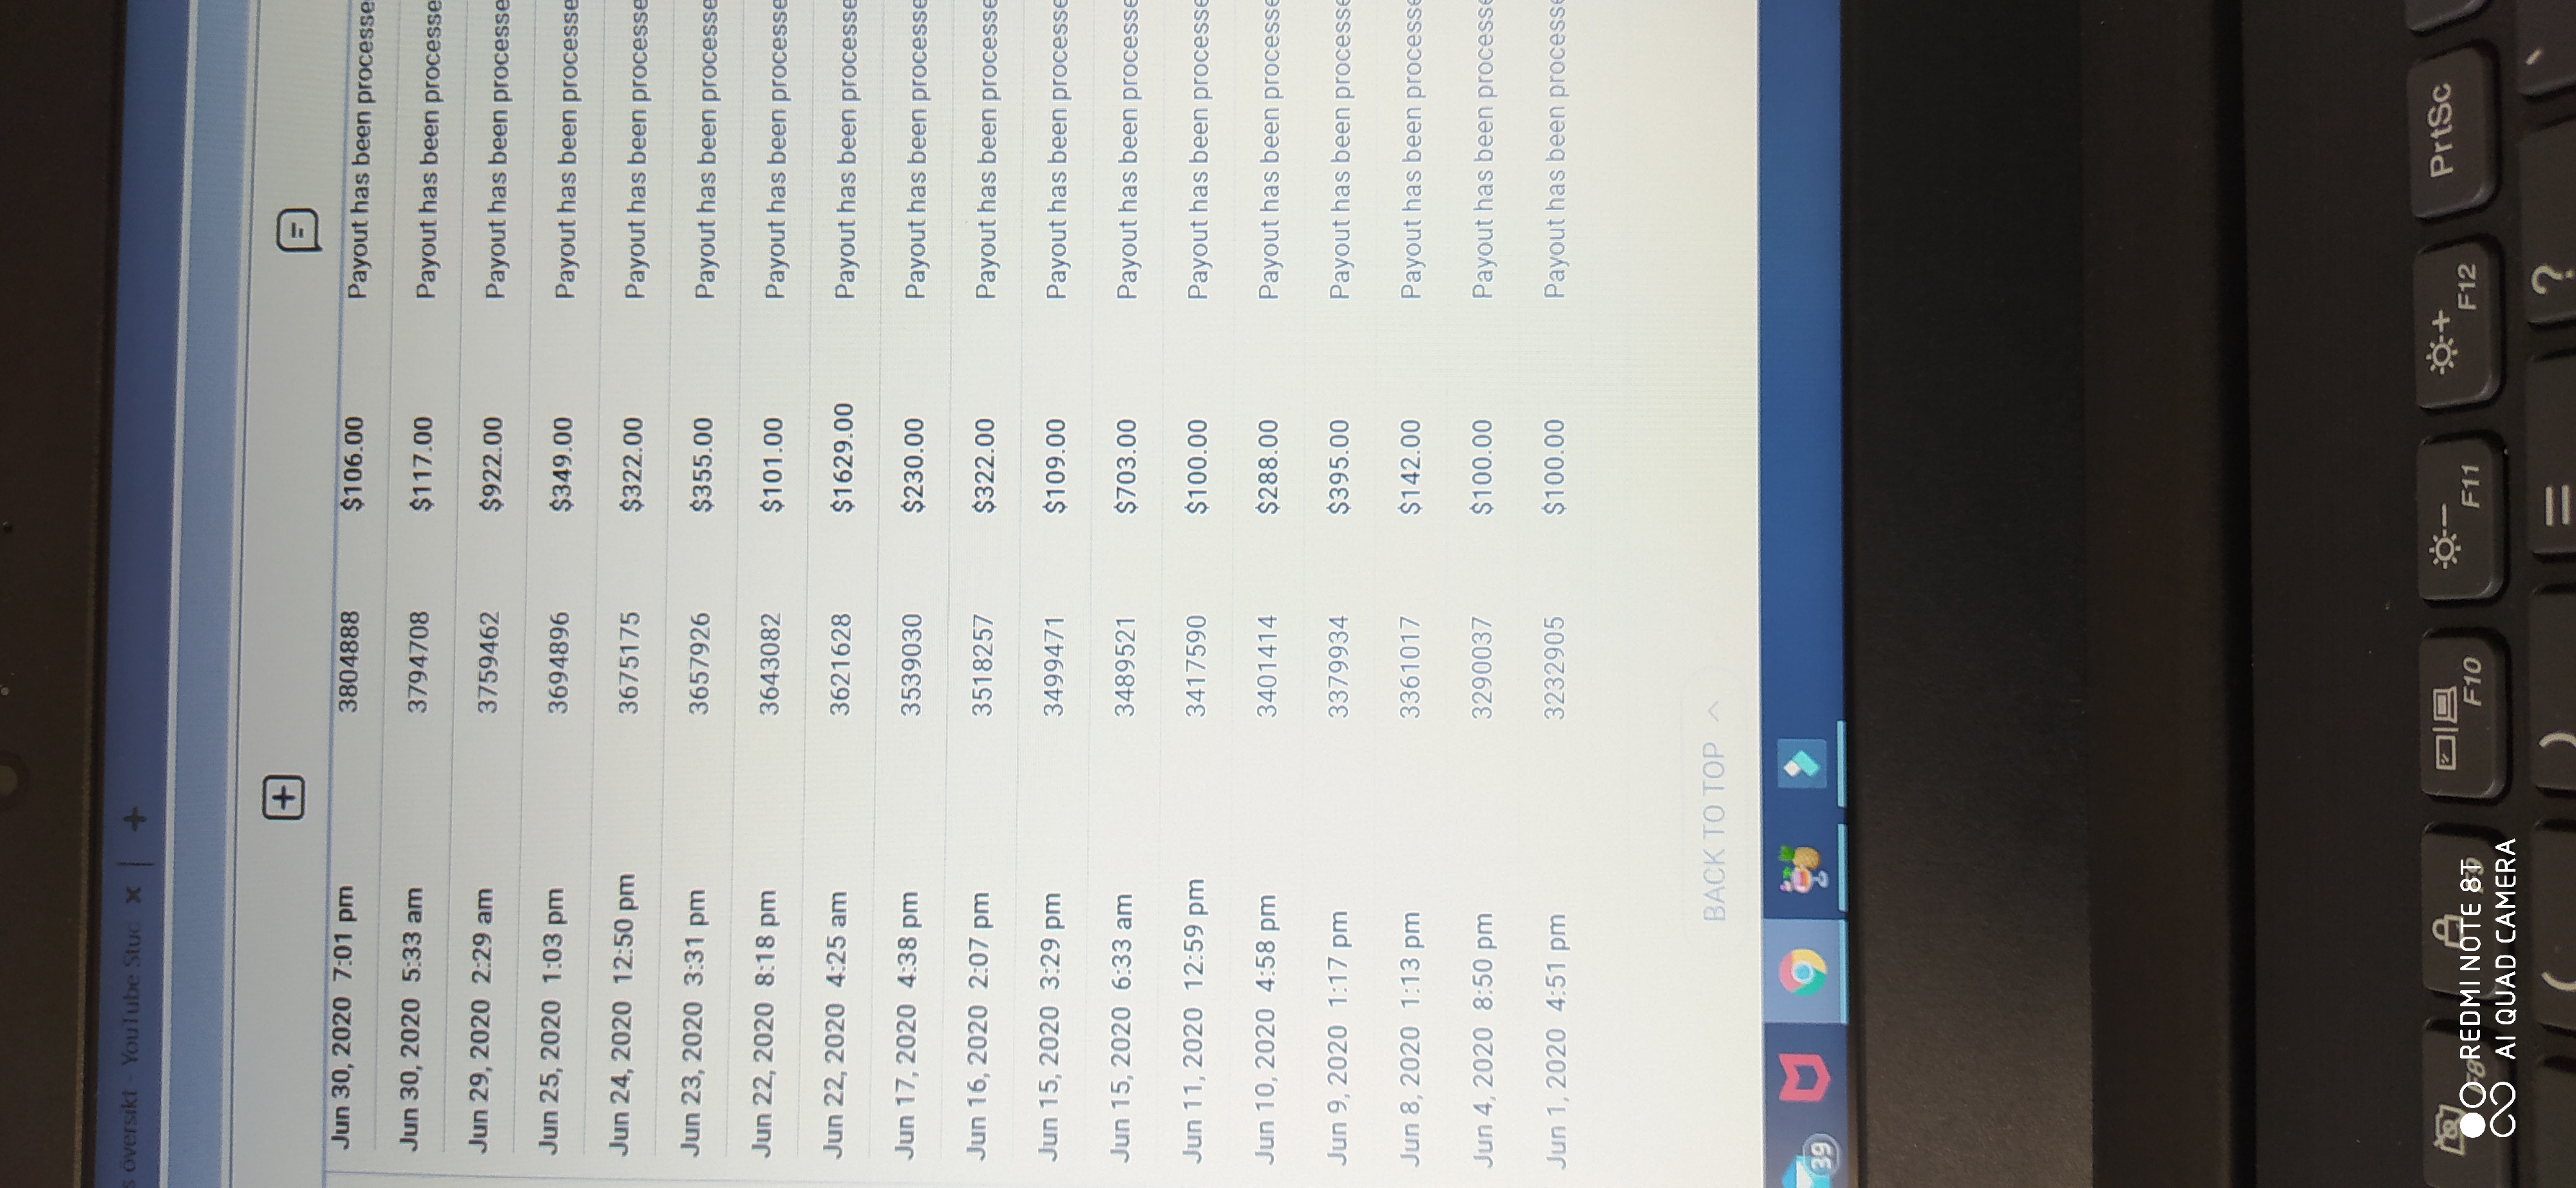 s översikt - YouTube Stud
Jun 30, 2020 7:01 pm 3804888 $106.00 Payout has been processe
Jun 30, 2020 5:33 am 3794708 $117.00 Payout has been processe
Jun 29, 2020 2:29 am 3759462 $922.00 Payout has been processe
Jun 25, 2020 1:03 pm 3694896 $349.00 Payout has been processe
Jun 24, 2020 12:50 pm 3675175 $322.00 Payout has been processe
Jun 23, 2020 3:31 pm 3657926 $355.00 Payout has been processe
Jun 22, 2020 8:18 pm 3643082 $101.00 Payout has been processe
Jun 22, 2020 4:25 am 3621628 $1629.00 Payout has been processe
Jun 17, 2020 4:38 pm 3539030 $230.00 Payout has been processe
Jun 16, 2020 2:07 pm 3518257 $322.00 Payout has been processe
Jun 15, 2020 3:29 pm 3499471 $109.00 Payout has been processe
Jun 15, 2020 6:33 am 3489521 $703.00 Payout has been processe
Jun 11, 2020 12:59 pm 3417590 $100.00 Payout has been processe
Jun 10, 2020 4:58 pm 3401414 $288.00 Payout has been processe
Jun 9, 2020 1:17 pm 3379934 $395.00 Payout has been processe
Jun 8, 2020 1:13 pm 3361017 $142.00 Payout has been processe
Jun 4, 2020 8:50 pm 3290037 $100.00 Payout has been processe
Jun 1, 2020 4:51 pm 3232905 $100.00 Payout has been processe
BACK TO TOP
39
F8 F9 F10 F11 F12 PrtSc
REDMI NOTE 8T
AI QUAD CAMERA
( ) = ? `